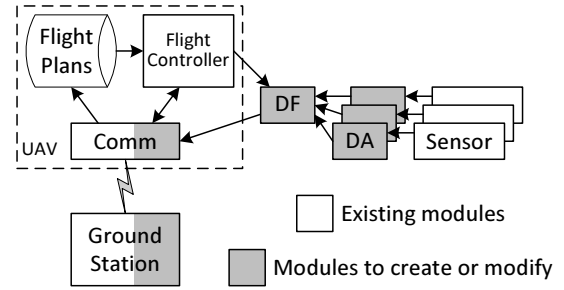 Flight
Plans
Flight
Controller
DF
Comm
DA
Sensor
UAV
Ground
Station
Existing modules
Modules to create or modify